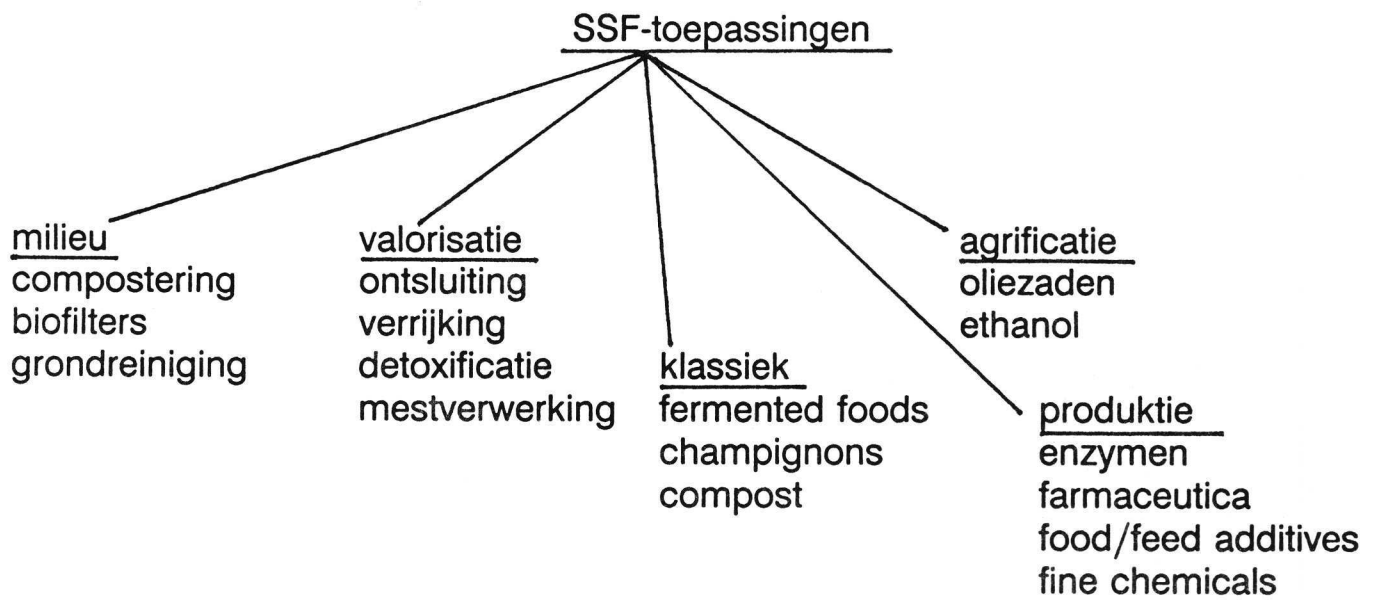 SSF-toepassingen
milieu
compostering
biofilters
grondreiniging
valorisatie
ontsluiting
verrijking
detoxificatie
mestverwerking
klassiek
fermented foods
champignons
compost
agrificatie
oliezaden
ethanol
produktie
enzymen
farmaceutica
food/feed additives
fine chemicals